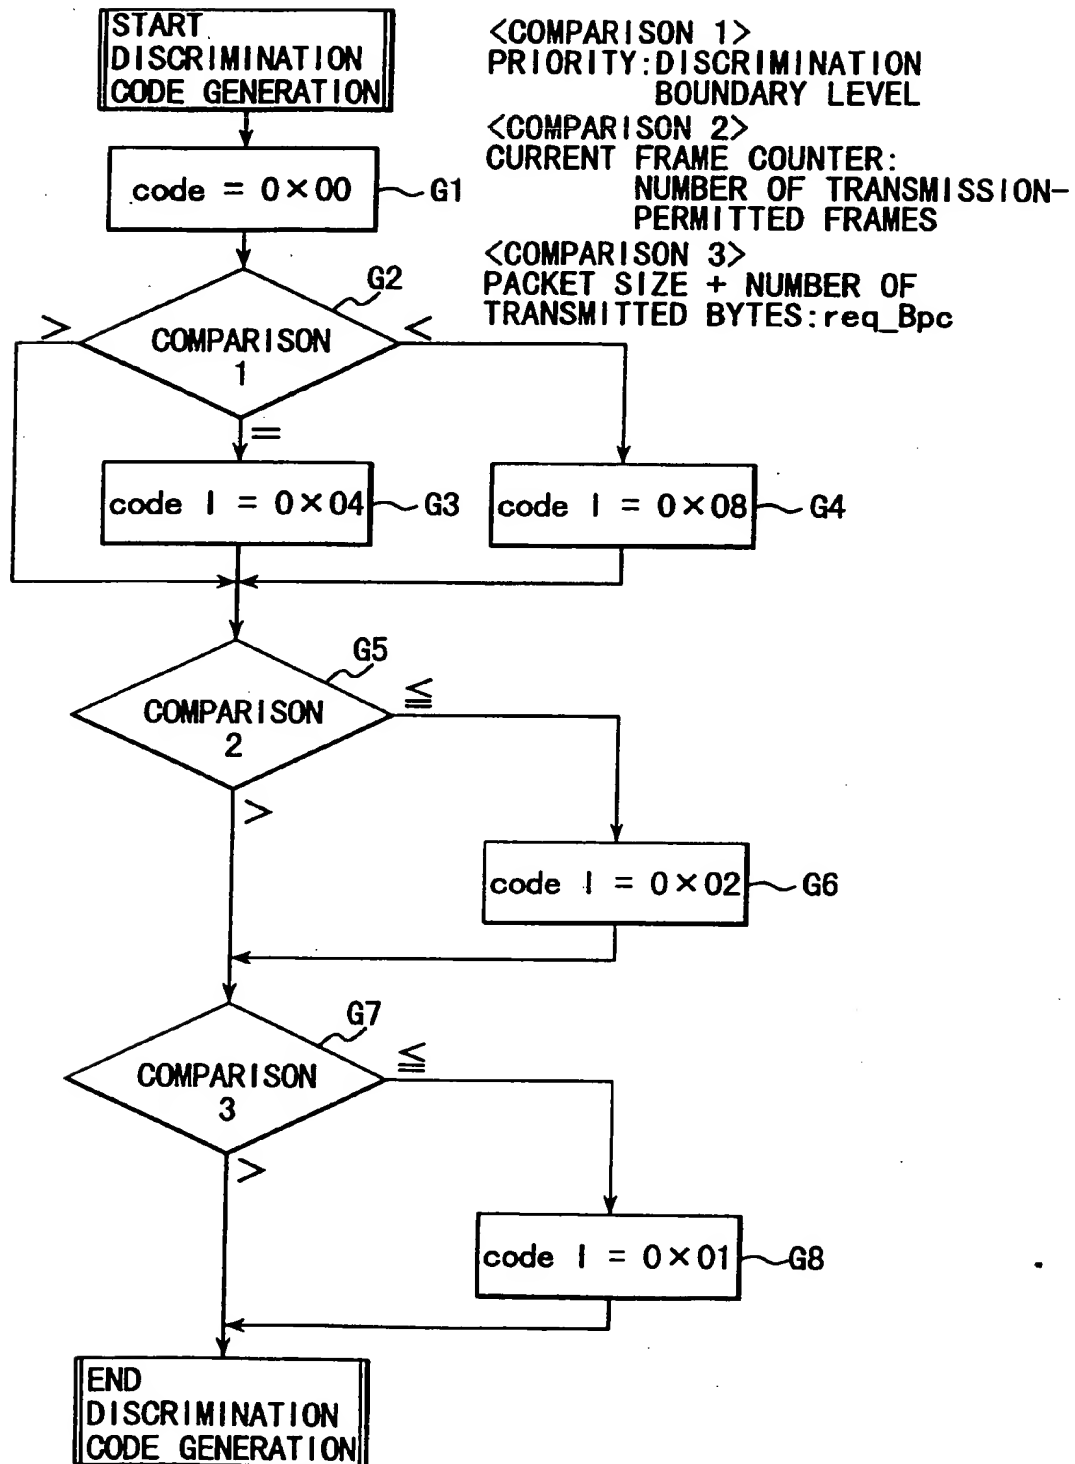 START
DISCRIMINATION
CODE GENERATION
<COMPARISON 1>
PRIORITY:DISCRIMINATION
BOUNDARY LEVEL
<COMPARISON 2>
CURRENT FRAME COUNTER:
NUMBER OF TRANSMISSION-
PERMITTED FRAMES
<COMPARISON 3>
PACKET SIZE + NUMBER OF
TRANSMITTED BYTES:req_Bpc
code = 0×00
G1
G2
>
COMPARISON
1
<
=
code | = 0×04
G3
code | = 0×08
G4
G5
COMPARISON
2
≦
>
code | = 0×02
G6
G7
COMPARISON
3
≦
>
code | = 0×01
G8
END
DISCRIMINATION
CODE GENERATION